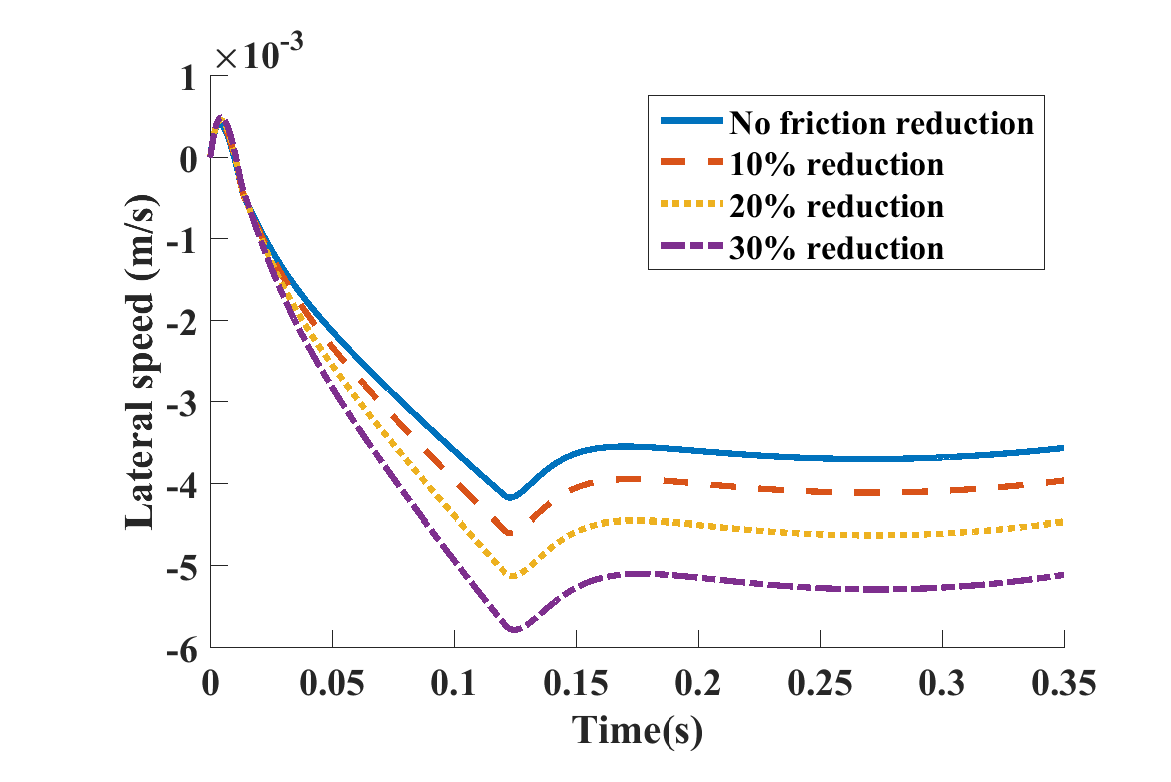 ×10-3
1
0
-1
-2
-3
-4
-5
-6
Lateral speed (m/s)
No friction reduction
10% reduction
20% reduction
30% reduction
0 0.05 0.1 0.15 0.2 0.25 0.3 0.35
Time(s)